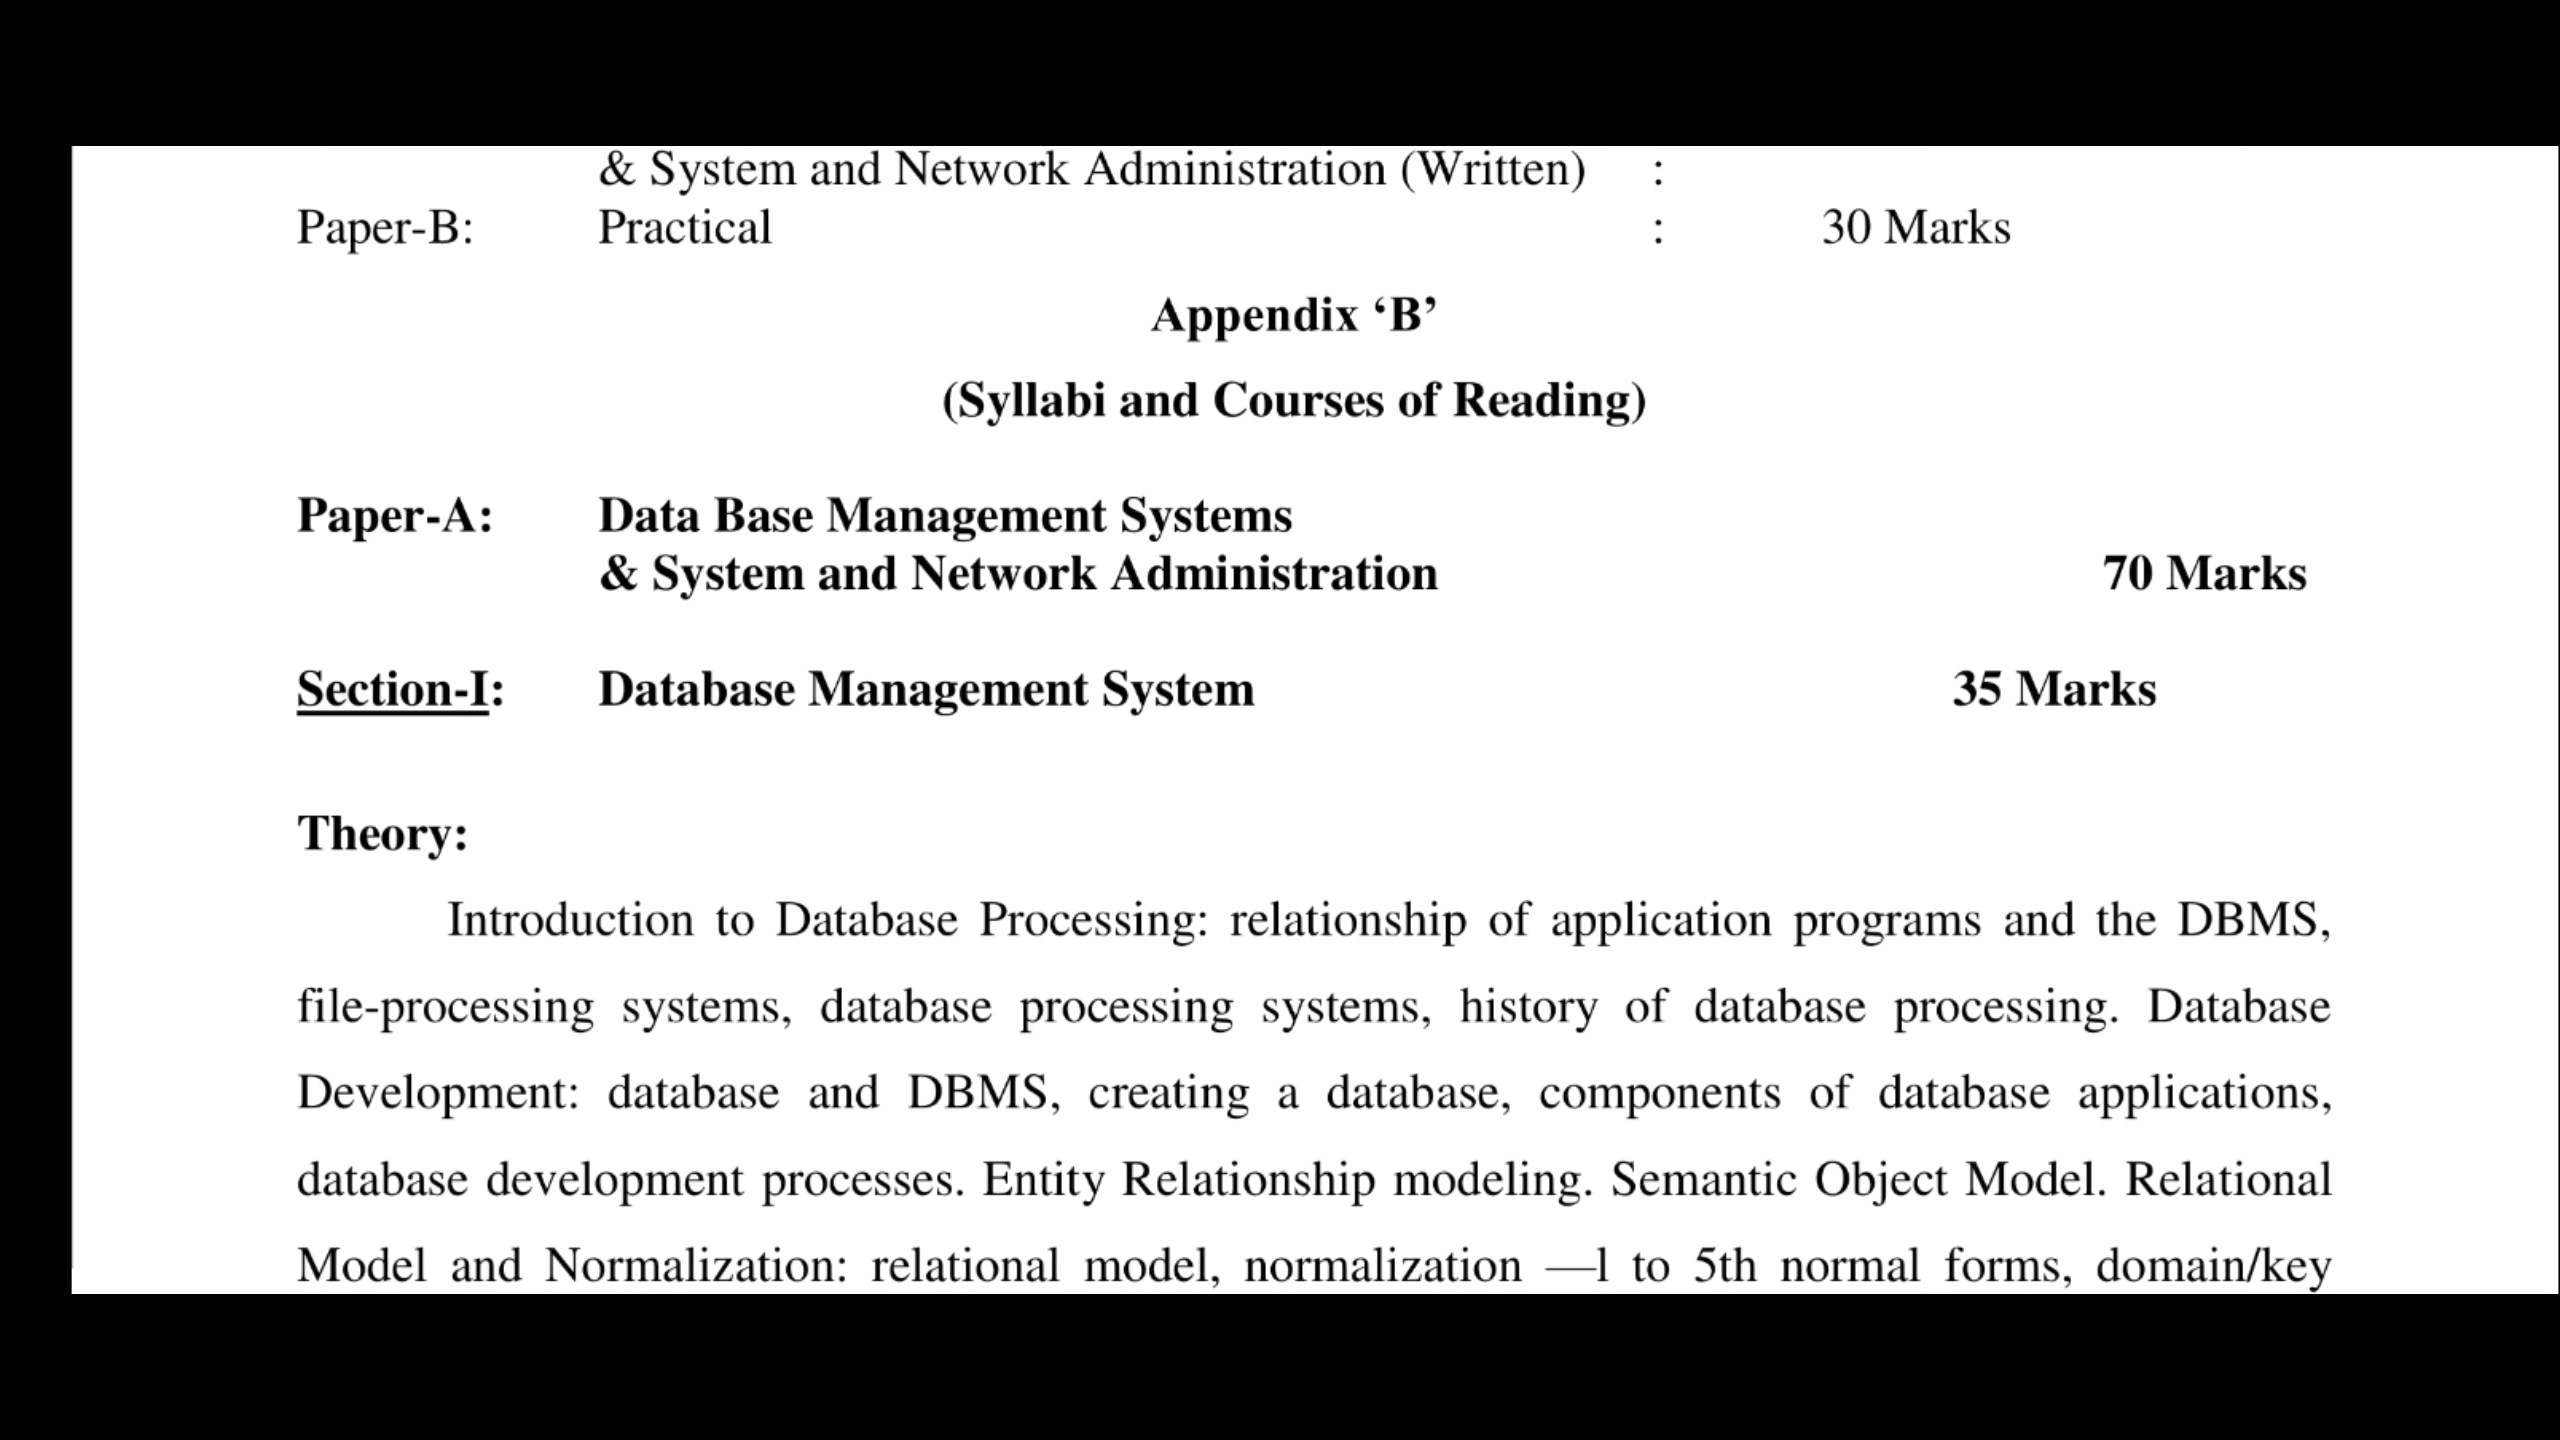 & System and Network Administration (Written) :
Paper-B: Practical : 30 Marks
Appendix ‘B’
(Syllabi and Courses of Reading)
Paper-A: Data Base Management Systems
& System and Network Administration 70 Marks
Section-I: Database Management System 35 Marks
Theory:
Introduction to Database Processing: relationship of application programs and the DBMS,
file-processing systems, database processing systems, history of database processing. Database
Development: database and DBMS, creating a database, components of database applications,
database development processes. Entity Relationship modeling. Semantic Object Model. Relational
Model and Normalization: relational model, normalization —l to 5th normal forms, domain/key